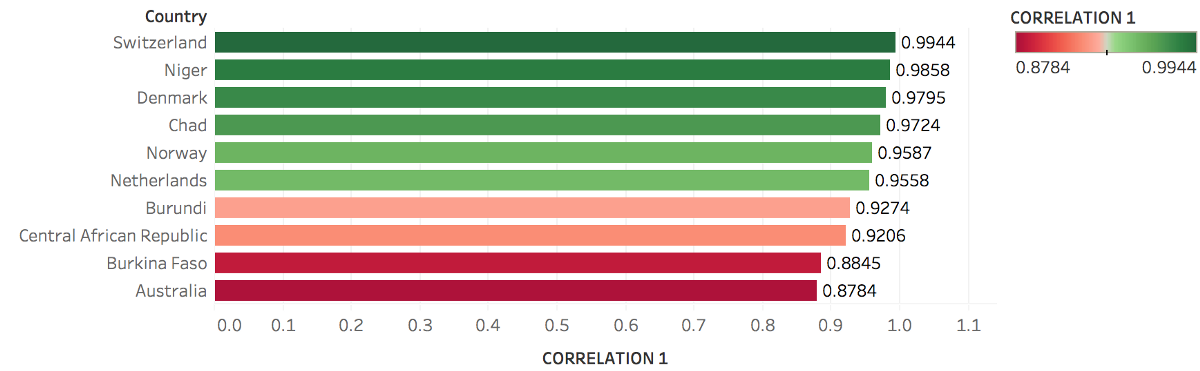 Country
Switzerland 0.9944
Niger 0.9858
Denmark 0.9795
Chad 0.9724
Norway 0.9587
Netherlands 0.9558
Burundi 0.9274
Central African Republic 0.9206
Burkina Faso 0.8845
Australia 0.8784
0.0 0.1 0.2 0.3 0.4 0.5 0.6 0.7 0.8 0.9 1.0 1.1
CORRELATION 1
CORRELATION 1
0.8784 0.9944